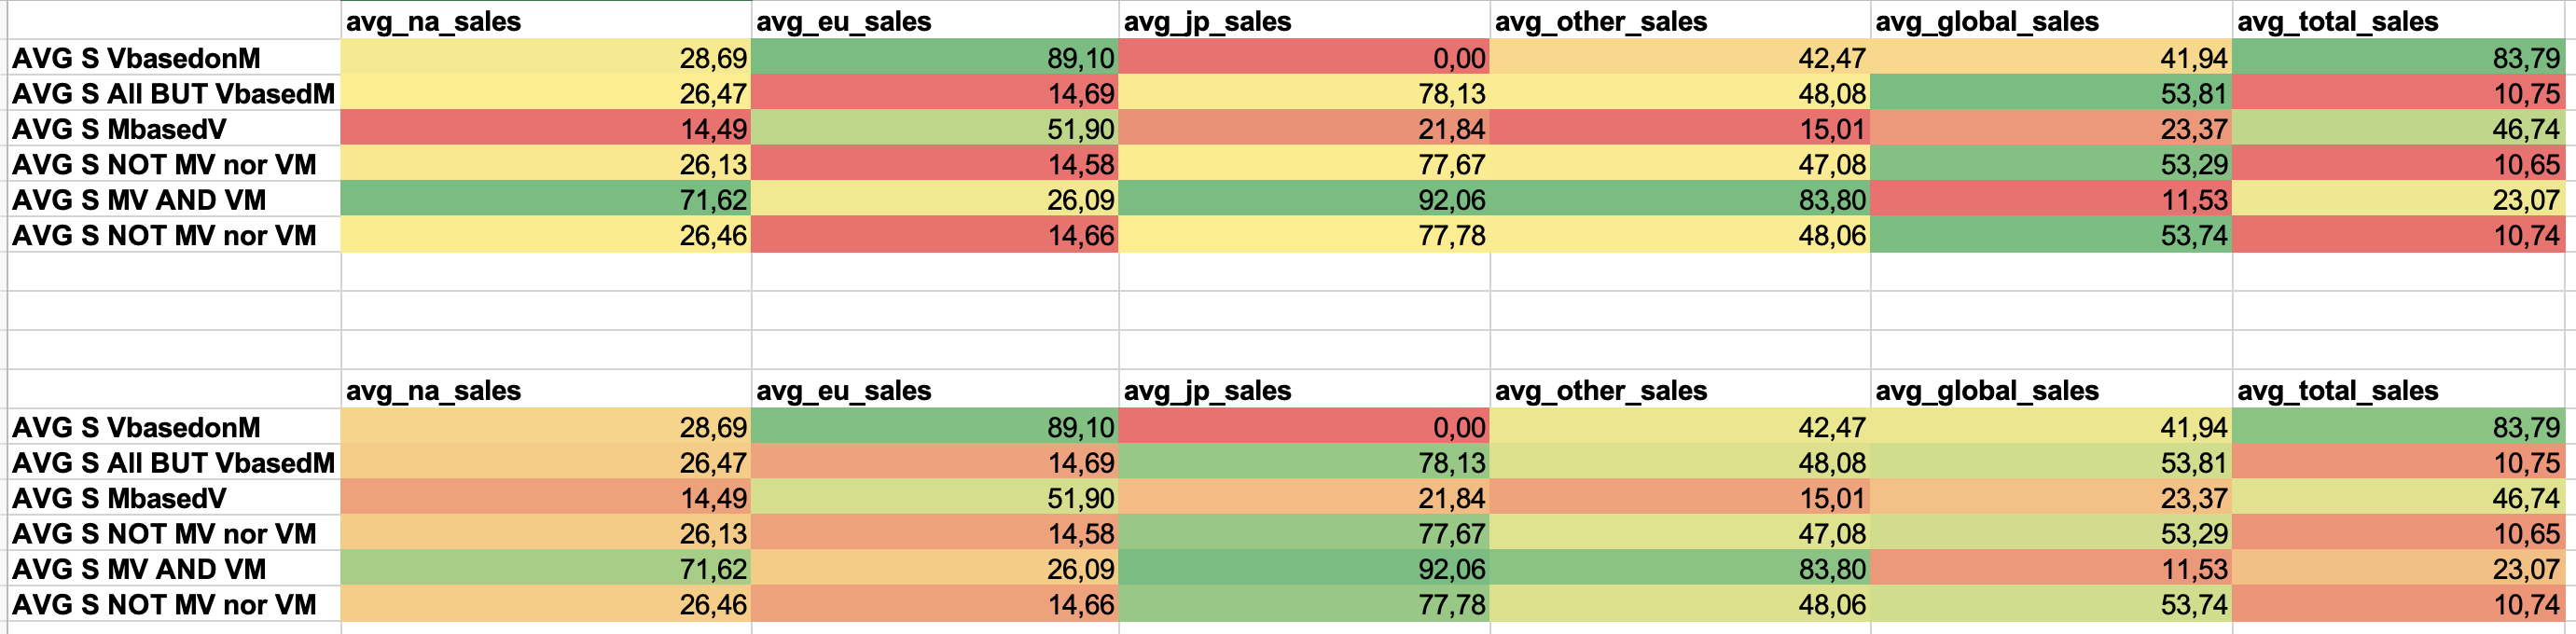 avg_na_sales avg_eu_sales avg_jp_sales avg_other_sales avg_global_sales avg_total_sales
AVG S VbasedonM 28,69 89,10 0,00 42,47 41,94 83,79
AVG S All BUT VbasedM 26,47 14,69 78,13 48,08 53,81 10,75
AVG S MbasedV 14,49 51,90 21,84 15,01 23,37 46,74
AVG S NOT MV nor VM 26,13 14,58 77,67 47,08 53,29 10,65
AVG S MV AND VM 71,62 26,09 92,06 83,80 11,53 23,07
AVG S NOT MV nor VM 26,46 14,66 77,78 48,06 53,74 10,74
avg_na_sales avg_eu_sales avg_jp_sales avg_other_sales avg_global_sales avg_total_sales
AVG S VbasedonM 28,69 89,10 0,00 42,47 41,94 83,79
AVG S All BUT VbasedM 26,47 14,69 78,13 48,08 53,81 10,75
AVG S MbasedV 14,49 51,90 21,84 15,01 23,37 46,74
AVG S NOT MV nor VM 26,13 14,58 77,67 47,08 53,29 10,65
AVG S MV AND VM 71,62 26,09 92,06 83,80 11,53 23,07
AVG S NOT MV nor VM 26,46 14,66 77,78 48,06 53,74 10,74